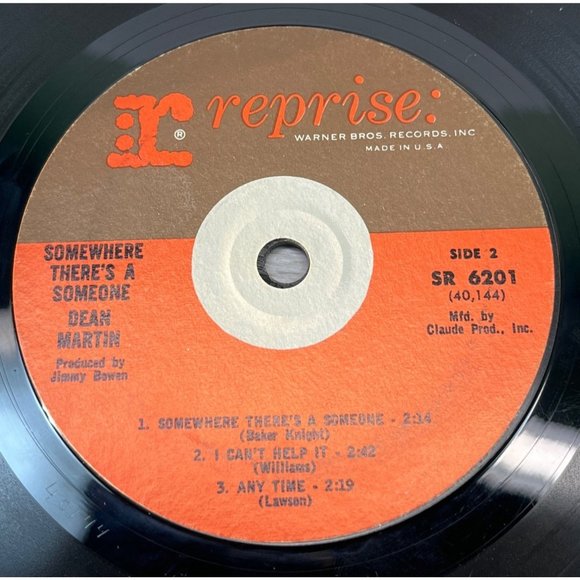 r
®
reprise:
WARNER BROS. RECORDS, INC
MADE IN U.S.A
SOMEWHERE
THERE'S A
SOMEONE
DEAN
MARTIN
Produced by
Jimmy Bowen
SIDE 2
SR 6201
(40,144)
Mfd. by
Claude Prod., Inc.
1. SOMEWHERE THERE'S A SOMEONE - 2:34
(Baker Knight)
2. I CAN'T HELP IT - 2:42
(Williams)
3. ANY TIME - 2:19
(Lawson)